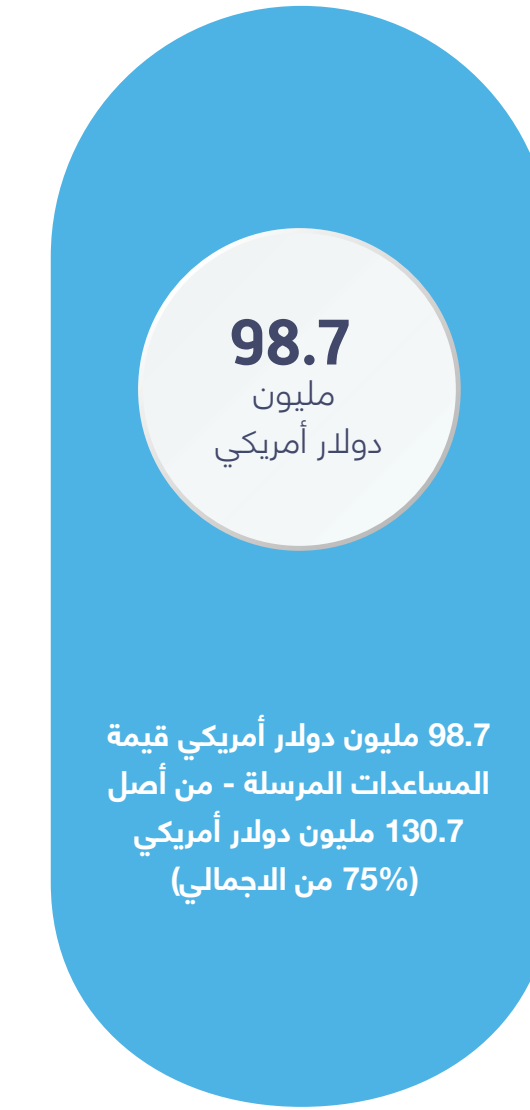 98.7
مليون
دولار أمريكي
98.7 مليون دولار أمريكي قيمة
المساعدات المرسلة - من أصل
130.7 مليون دولار أمريكي
(75% من الاجمالي)